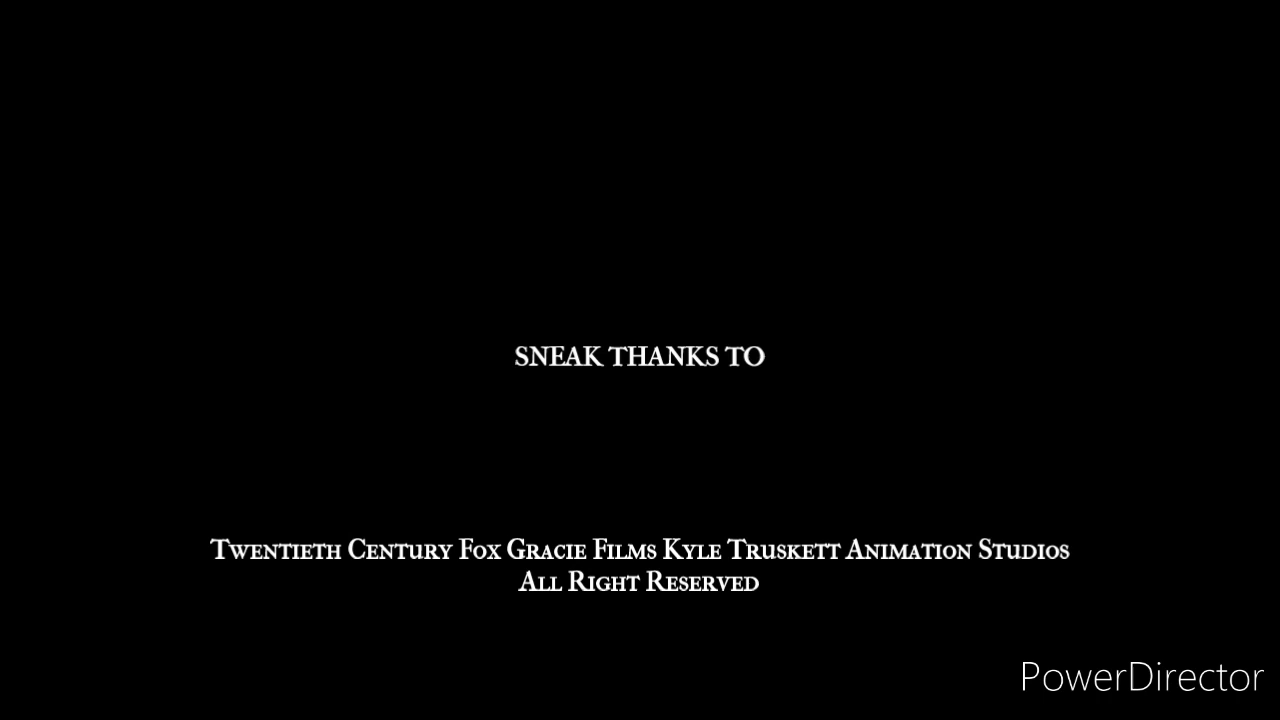 SNEAK THANKS TO
Twentieth Century Fox Gracie Films Kyle Truskett Animation Studios
All Right Reserved
PowerDirector